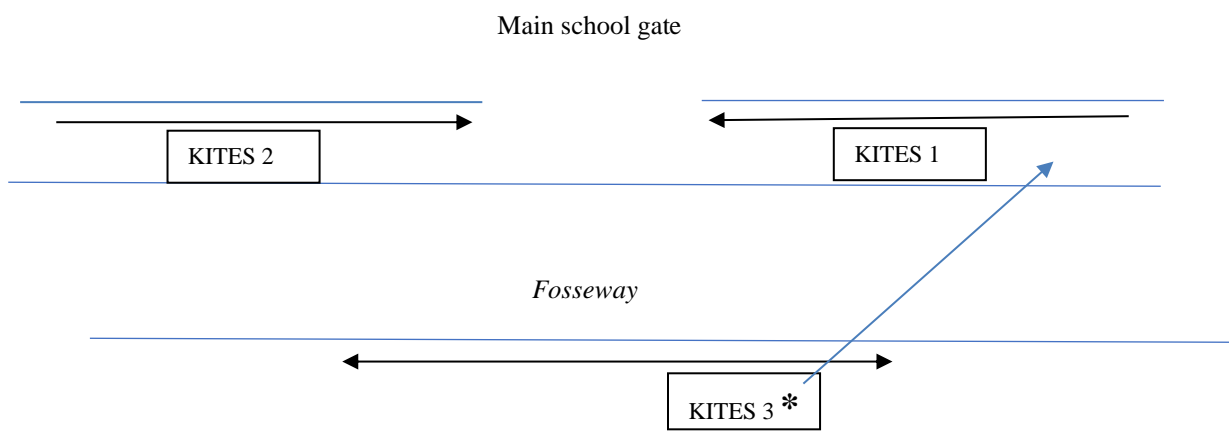 Main school gate
KITES 2
KITES 1
Fosseway
KITES 3 *